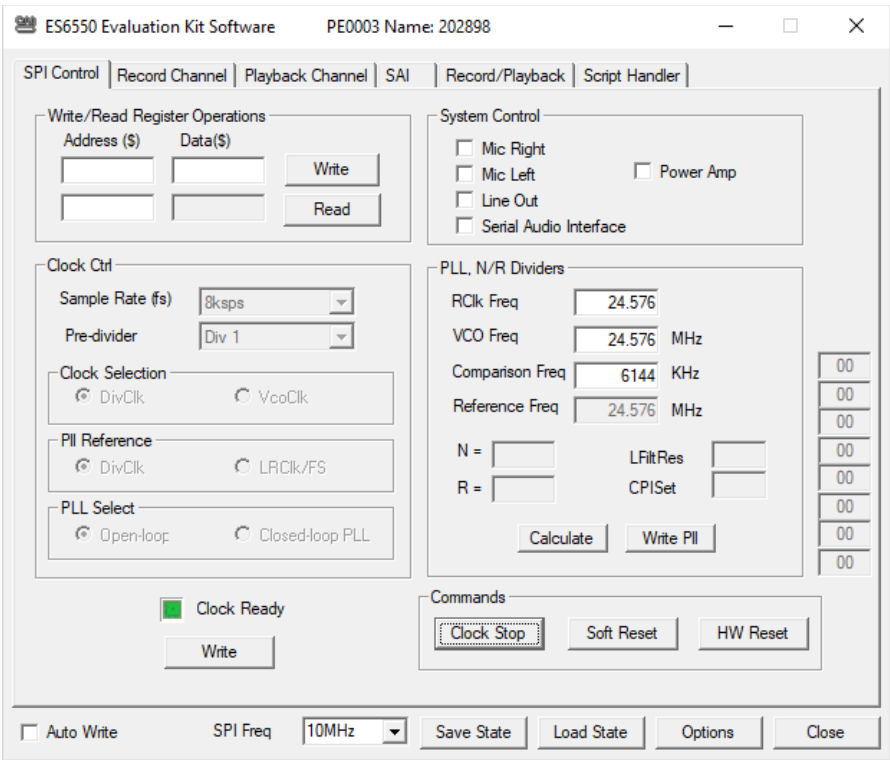 ES6550 Evaluation Kit Software PE0003 Name: 202898
SPI Control Record Channel Playback Channel SAI Record/Playback Script Handler
Write/Read Register Operations
Address ($) Data($)
Write
Read
System Control
Mic Right
Mic Left
Power Amp
Line Out
Serial Audio Interface
Clock Ctrl
Sample Rate (fs) 8ksps
Pre-divider Div 1
Clock Selection
DivClk VcoClk
Pll Reference
DivClk LRClk/FS
PLL Select
Open-loop Closed-loop PLL
Clock Ready
Write
PLL, N/R Dividers
RClk Freq 24.576
VCO Freq 24.576 MHz
Comparison Freq 6144 KHz
Reference Freq 24.576 MHz
N = LFiltRes
R = CPISet
Calculate Write Pll
00
00
00
00
00
00
00
00
Commands
Clock Stop Soft Reset HW Reset
Auto Write SPI Freq 10MHz Save State Load State Options Close